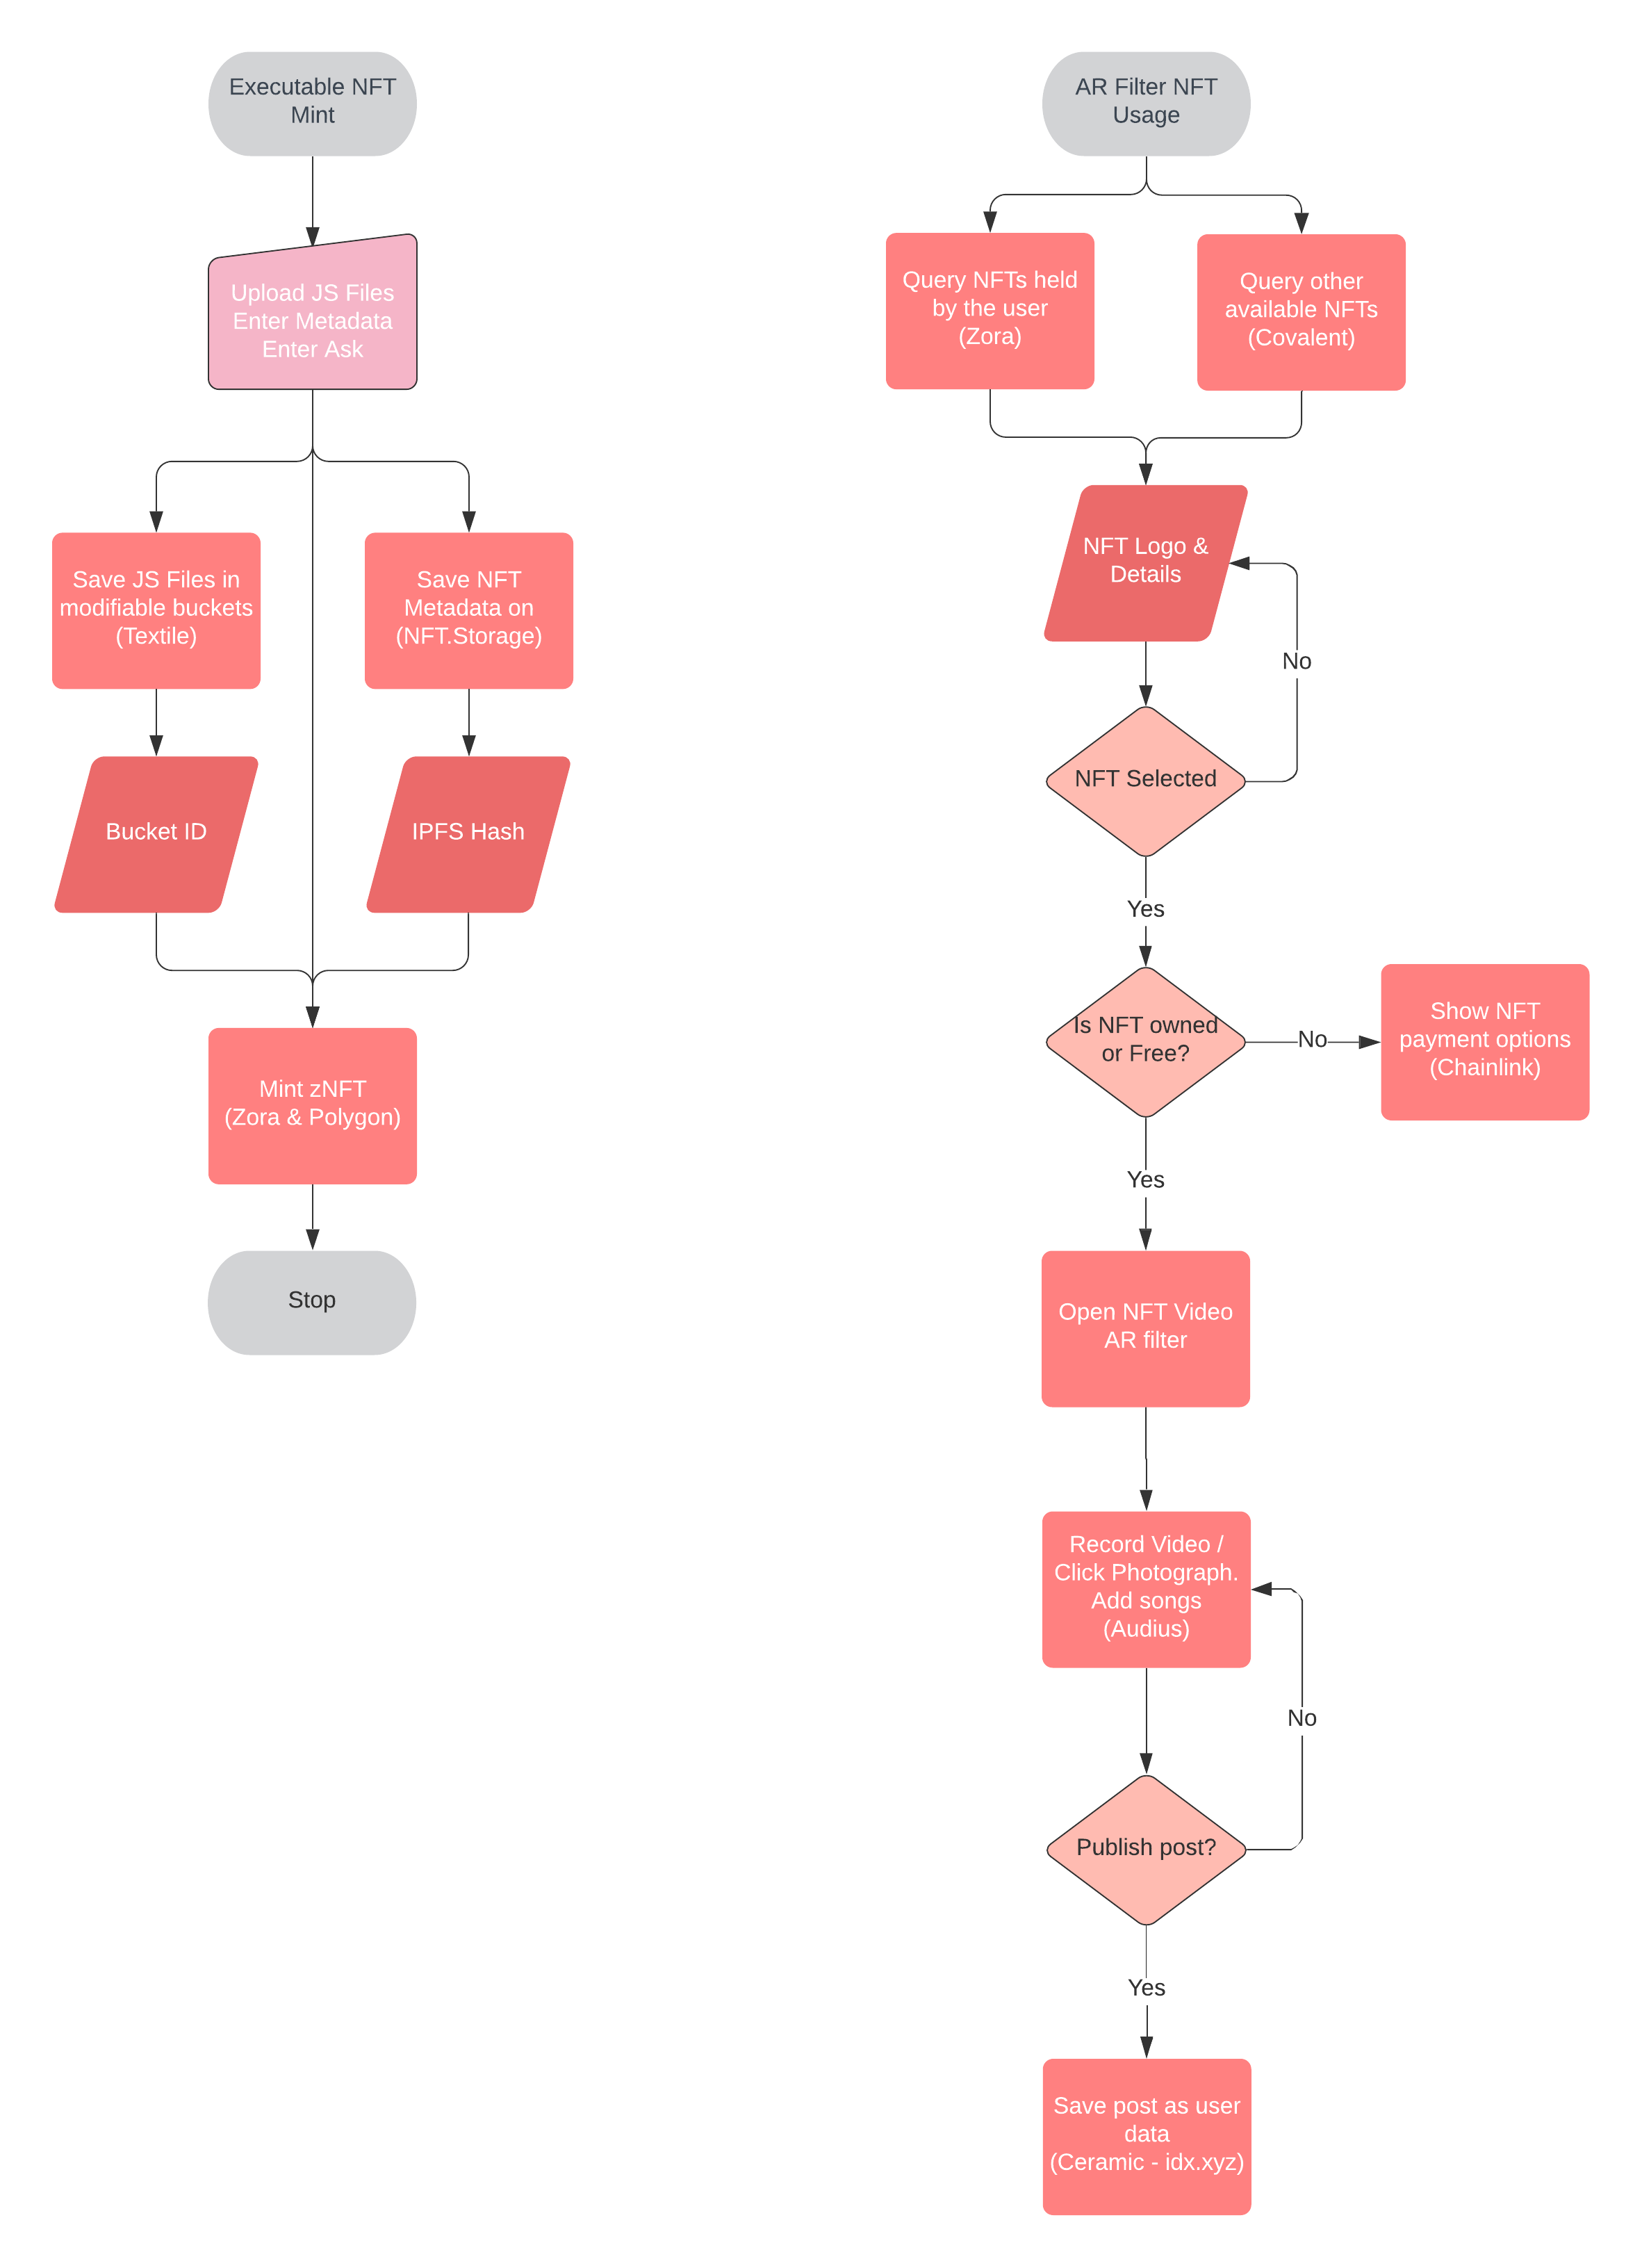 Executable NFT
Mint
Upload JS Files
Enter Metadata
Enter Ask
Save JS Files in
modifiable buckets
(Textile)
Save NFT
Metadata on
(NFT.Storage)
Bucket ID
IPFS Hash
Mint zNFT
(Zora & Polygon)
Stop
AR Filter NFT
Usage
Query NFTs held
by the user
(Zora)
Query other
available NFTs
(Covalent)
NFT Logo &
Details
No
NFT Selected
Yes
Is NFT owned
or Free?
No
Show NFT
payment options
(Chainlink)
Yes
Open NFT Video
AR filter
Record Video /
Click Photograph.
Add songs
(Audius)
No
Publish post?
Yes
Save post as user
data
(Ceramic - idx.xyz)